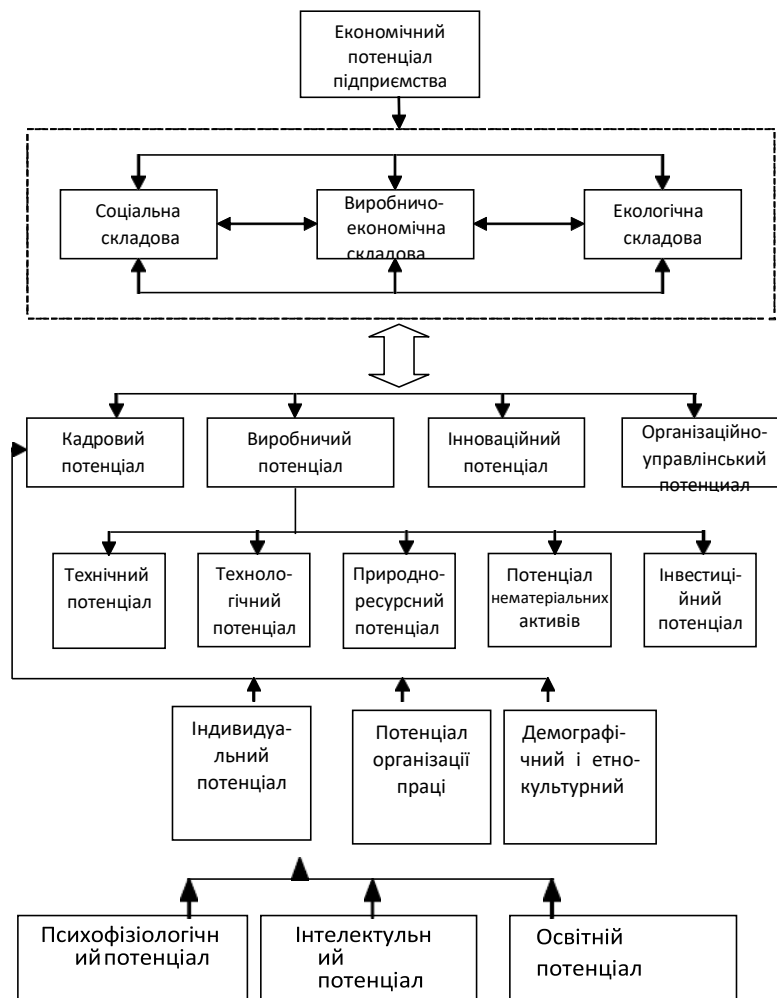 Економічний
потенціал
підприємства
Соціальна
складова
Виробничо-
економічна
складова
Екологічна
складова
Кадровий
потенціал
Виробничий
потенціал
Інноваційний
потенціал
Організаційно-
управлінський
потенциал
Технічний
потенціал
Техноло-
гічний
потенціал
Природно-
ресурсний
потенціал
Потенціал
нематеріальних
активів
Інвестиці-
йний
потенціал
Індивидуа-
льний
потенціал
Потенціал
організації
праці
Демографі-
чний і етно-
культурний
Психофізіологічн
ий потенціал
Інтелектульн
ий
потенціал
Освітній
потенціал